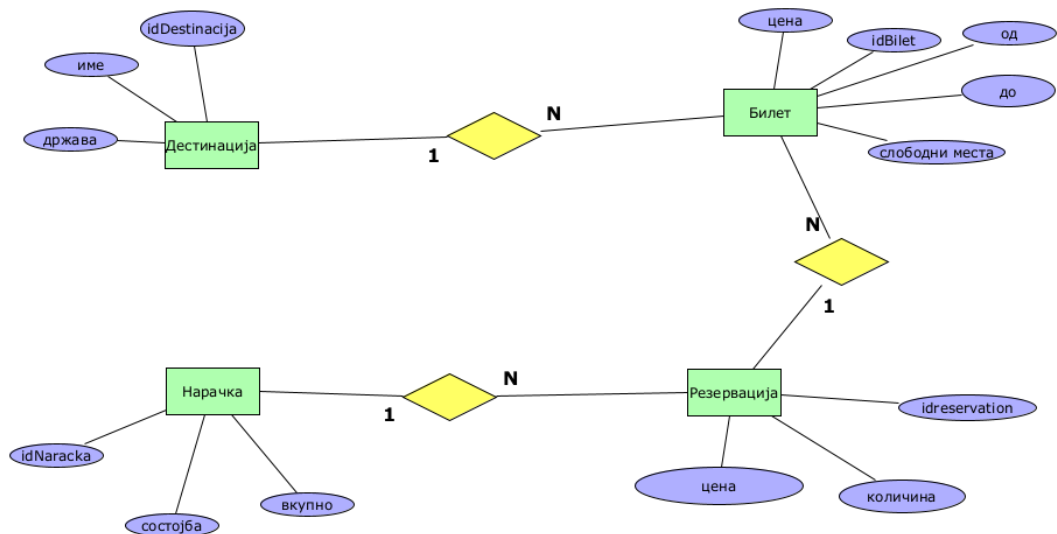 цена
idDestinacija
idBilet
од
име
до
N
Билет
држава
Дестинација
1
слободни места
N
1
Нарачка
N
Резервација
1
idreservation
idNaracka
цена
количина
вкупно
состојба